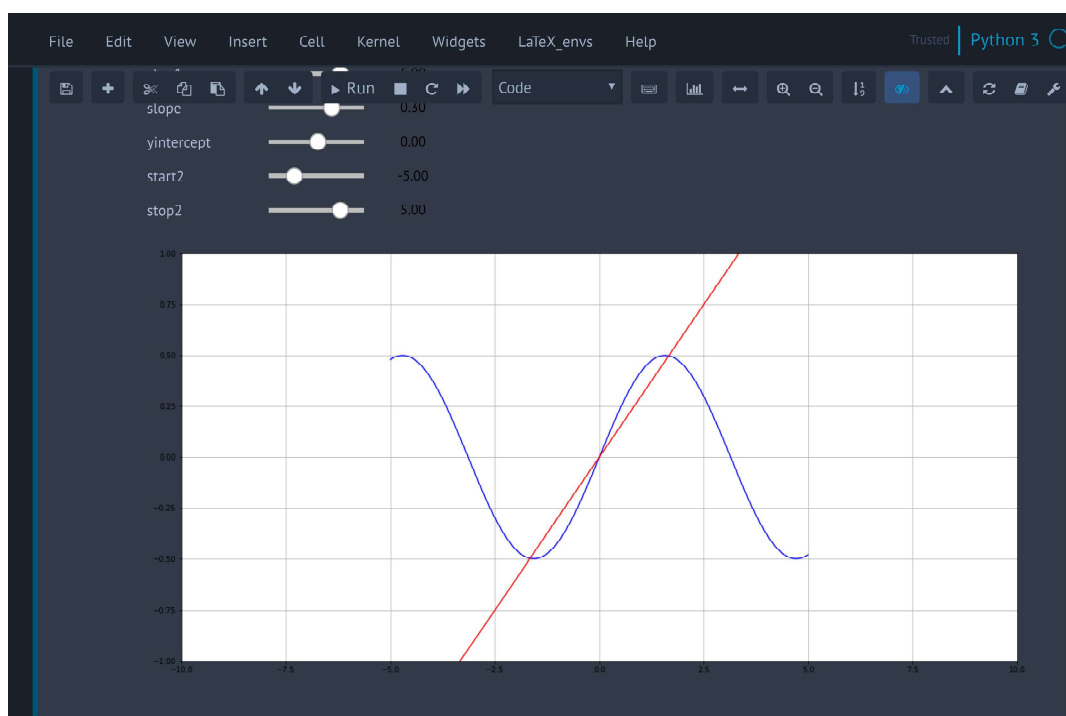 File Edit View Insert Cell Kernel Widgets LaTeX_envs Help Trusted Python 3
Run Code
slope 0.30
yintercept 0.00
start2 -5.00
stop2 5.00
1.00
0.75
0.50
0.25
0.00
−0.25
−0.50
−0.75
−1.00
−10.0 −7.5 −5.0 −2.5 0.0 2.5 5.0 7.5 10.0